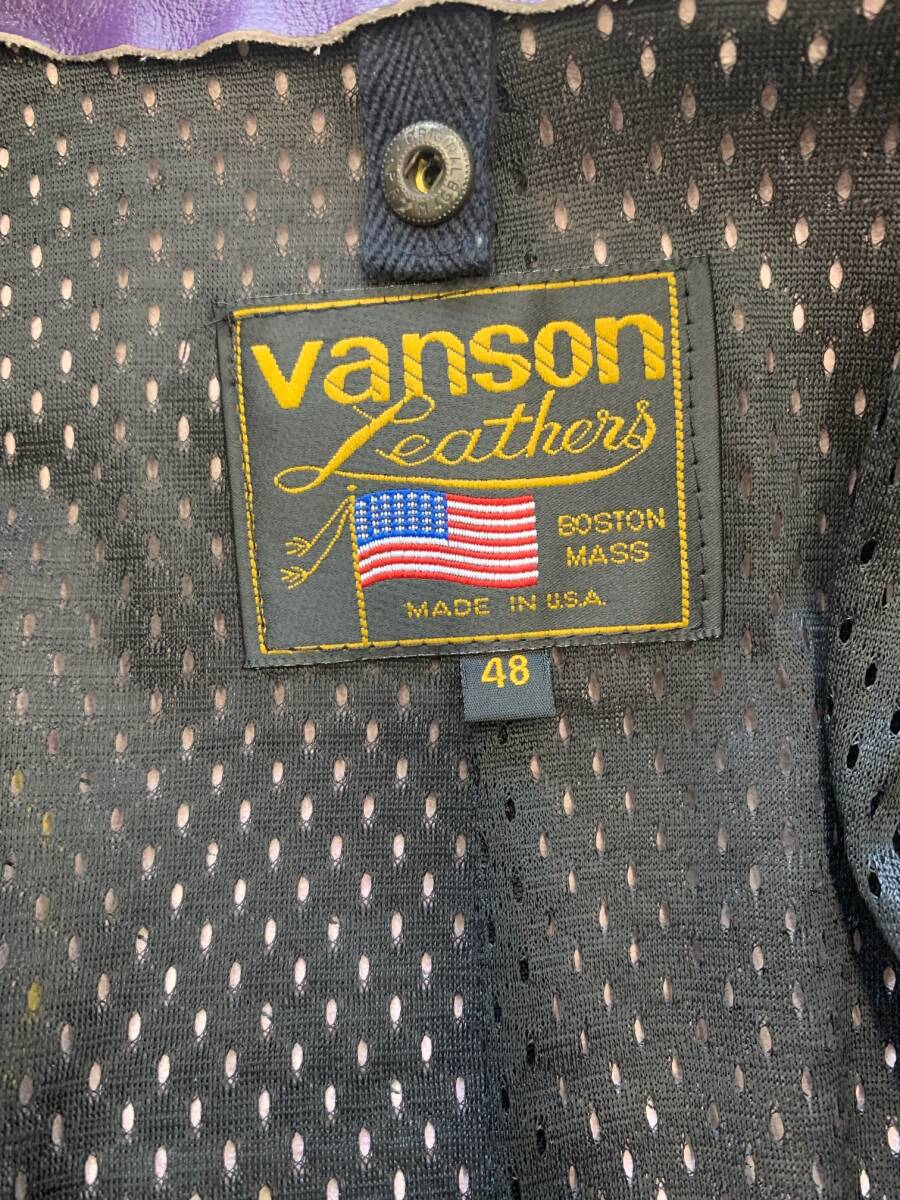 vanson
Leathers
BOSTON
MASS
MADE IN U.S.A.
48